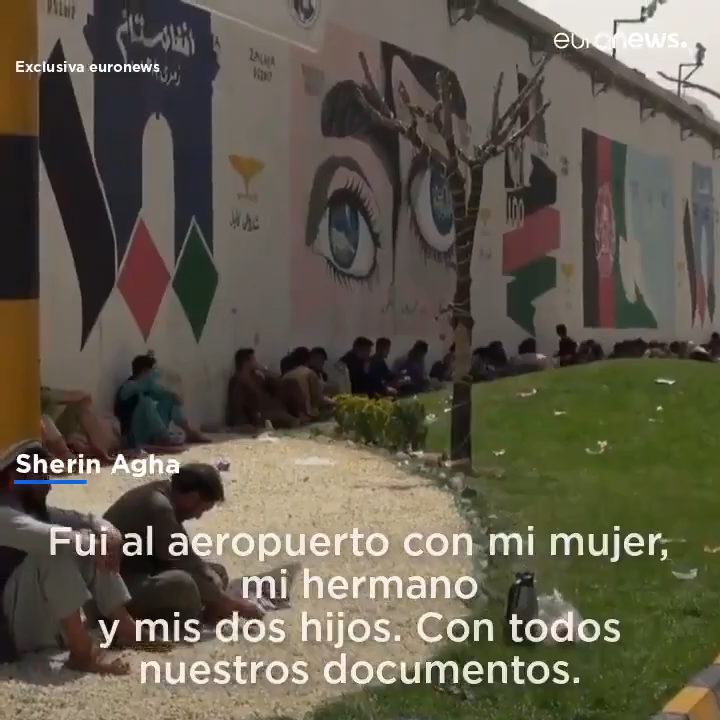 euronews.
Exclusiva euronews
افغانستانم
Sherin Agha
Fui al aeropuerto con mi mujer,
mi hermano
y mis dos hijos. Con todos
nuestros documentos.